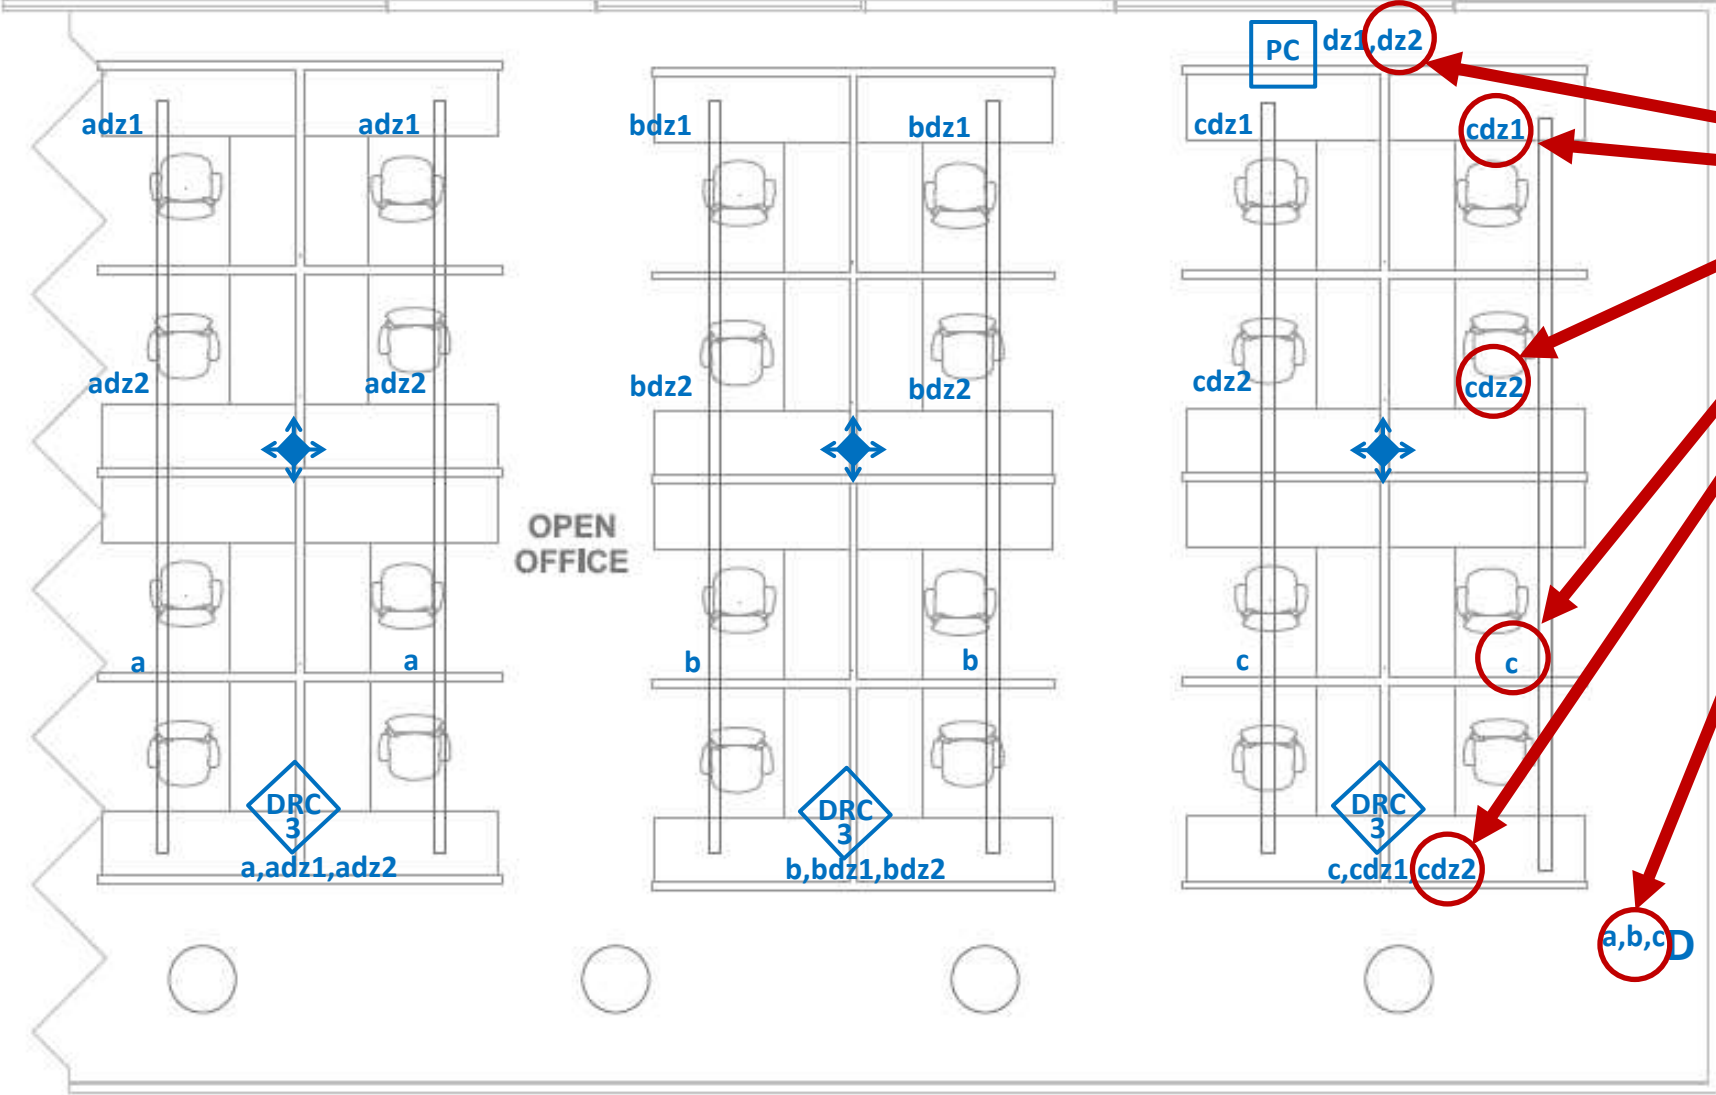 PC
dz1,dz2
adz1
adz1
bdz1
bdz1
cdz1
cdz1
adz2
adz2
bdz2
bdz2
cdz2
cdz2
OPEN
OFFICE
a
a
b
b
c
c
DRC
3
a,adz1,adz2
DRC
3
b,bdz1,bdz2
DRC
3
c,cdz1,cdz2
a,b,c
D